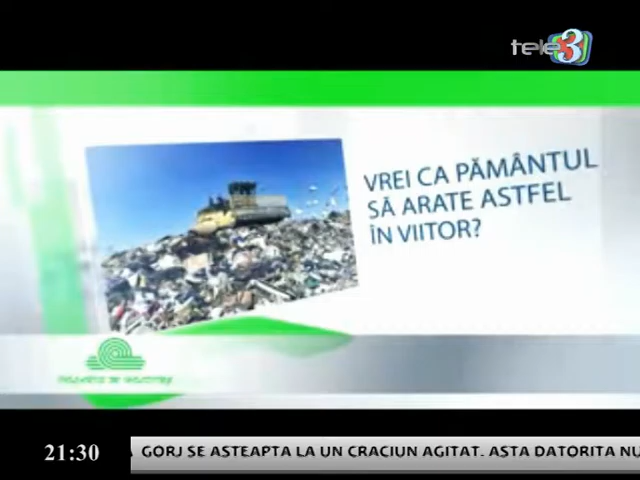 tele3
VREI CA PĂMÂNTUL
SĂ ARATE ASTFEL
ÎN VIITOR?
21:30
A GORJ SE ASTEAPTA LA UN CRACIUN AGITAT. ASTA DATORITA NU